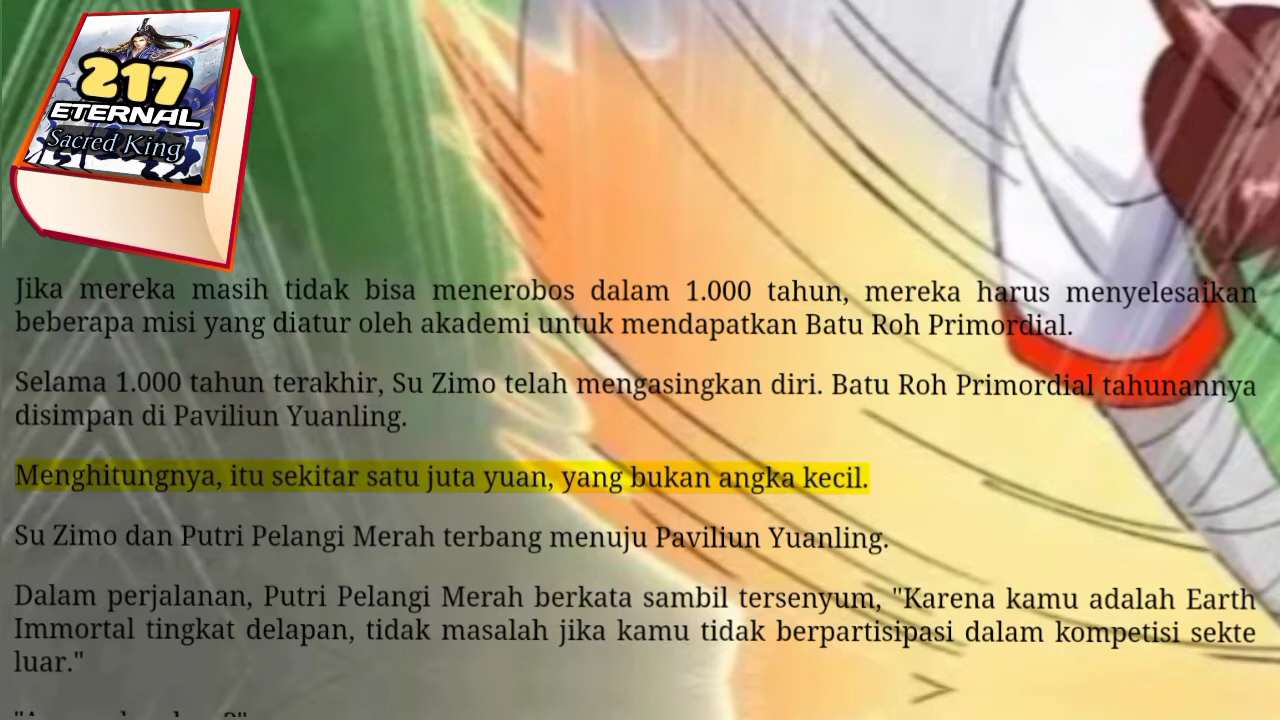 217
ETERNAL
Sacred King
Jika mereka masih tidak bisa menerobos dalam 1.000 tahun, mereka harus menyelesaikan
beberapa misi yang diatur oleh akademi untuk mendapatkan Batu Roh Primordial.
Selama 1.000 tahun terakhir, Su Zimo telah mengasingkan diri. Batu Roh Primordial tahunannya
disimpan di Paviliun Yuanling.
Menghitungnya, itu sekitar satu juta yuan, yang bukan angka kecil.
Su Zimo dan Putri Pelangi Merah terbang menuju Paviliun Yuanling.
Dalam perjalanan, Putri Pelangi Merah berkata sambil tersenyum, "Karena kamu adalah Earth
Immortal tingkat delapan, tidak masalah jika kamu tidak berpartisipasi dalam kompetisi sekte
luar."